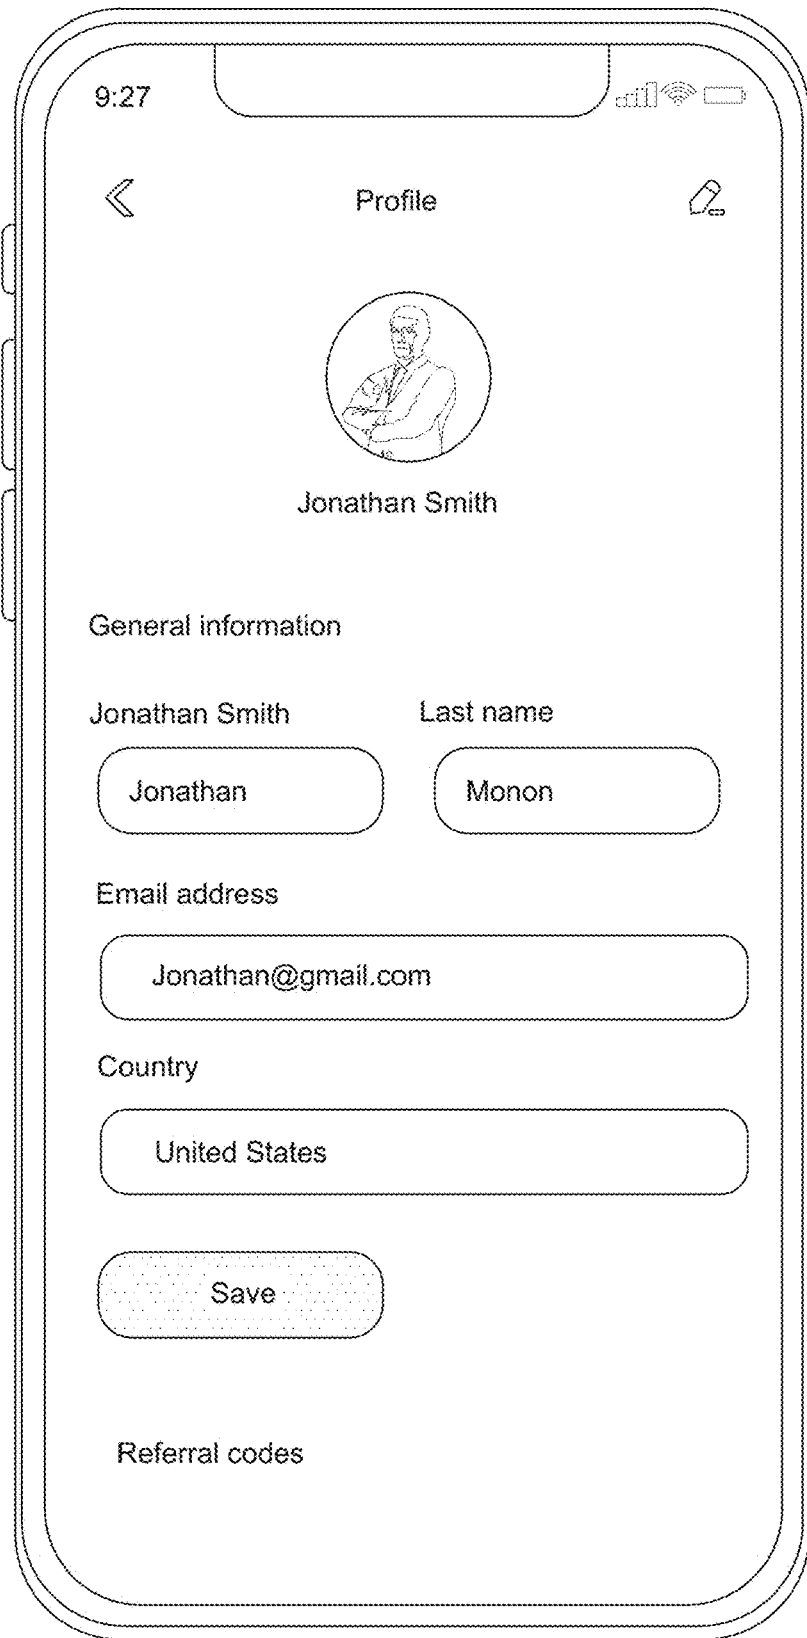 9:27
Profile
Jonathan Smith
General information
Jonathan Smith Last name
Jonathan Monon
Email address
Jonathan@gmail.com
Country
United States
Save
Referral codes